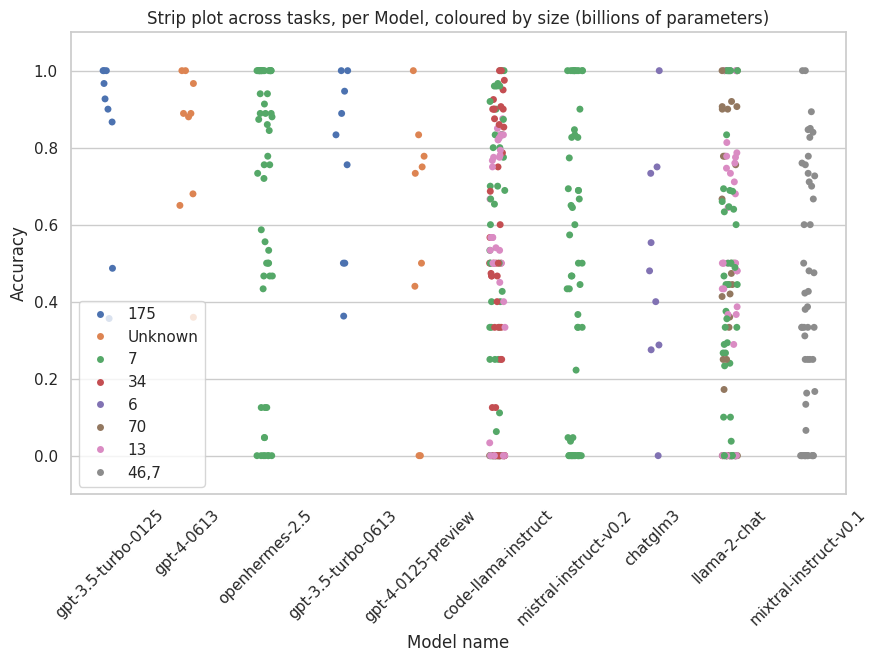 Strip plot across tasks, per Model, coloured by size (billions of parameters)
1.0
0.8
0.6
0.4
0.2
0.0
Accuracy
175
Unknown
7
34
6
70
13
46,7
gpt-3.5-turbo-0125
gpt-4-0613
openhermes-2.5
gpt-3.5-turbo-0613
gpt-4-0125-preview
code-llama-instruct
mistral-instruct-v0.2
chatglm3
llama-2-chat
mixtral-instruct-v0.1
Model name